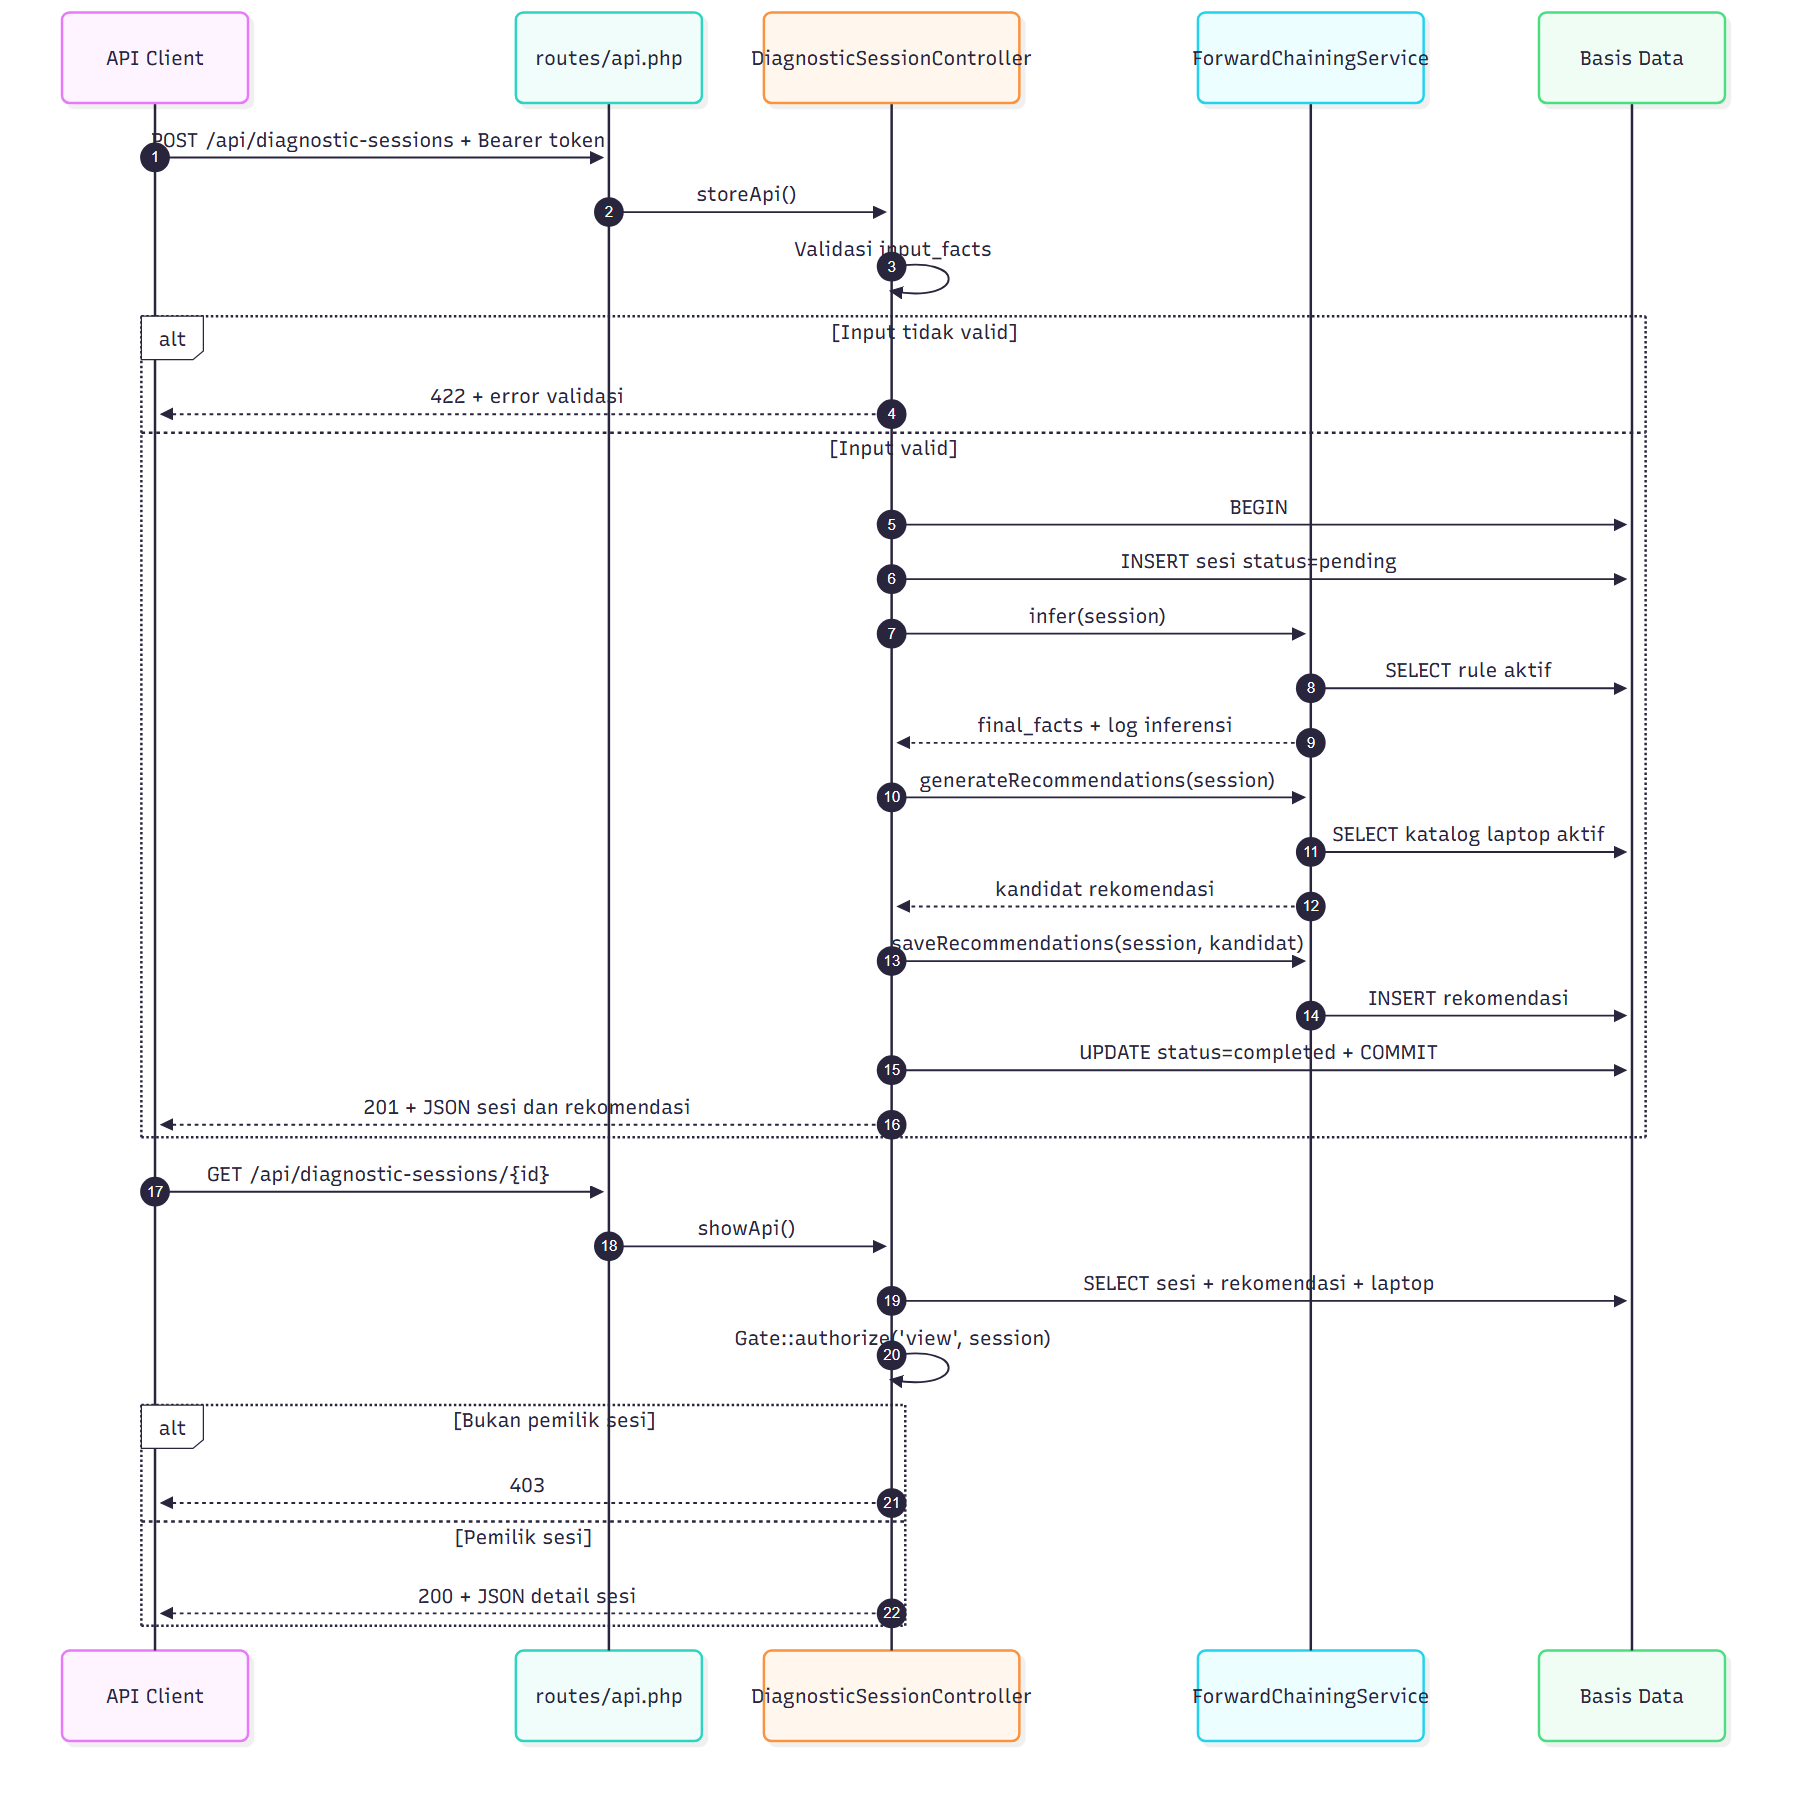 API Client
routes/api.php
DiagnosticSessionController
ForwardChainingService
Basis Data
POST /api/diagnostic-sessions + Bearer token
1
storeApi()
2
Validasi input_facts
3
alt
[Input tidak valid]
422 + error validasi
4
[Input valid]
BEGIN
5
INSERT sesi status=pending
6
infer(session)
7
SELECT rule aktif
8
final_facts + log inferensi
9
generateRecommendations(session)
10
SELECT katalog laptop aktif
11
kandidat rekomendasi
12
saveRecommendations(session, kandidat)
13
INSERT rekomendasi
14
UPDATE status=completed + COMMIT
15
201 + JSON sesi dan rekomendasi
16
GET /api/diagnostic-sessions/{id}
17
showApi()
18
SELECT sesi + rekomendasi + laptop
19
Gate::authorize('view', session)
20
alt
[Bukan pemilik sesi]
403
21
[Pemilik sesi]
200 + JSON detail sesi
22
API Client
routes/api.php
DiagnosticSessionController
ForwardChainingService
Basis Data